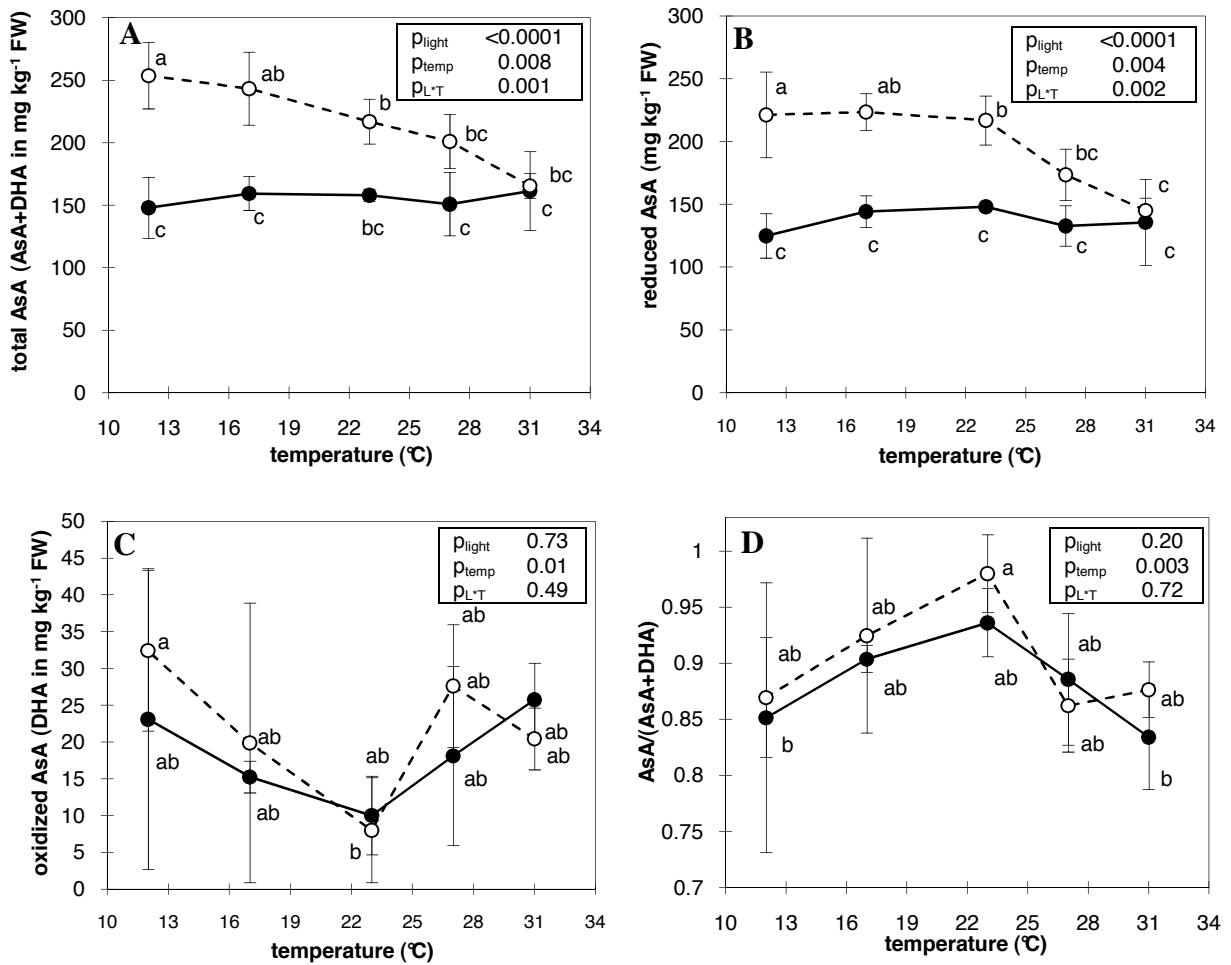 A
p_light <0.0001
p_temp 0.008
p_L*T 0.001
total AsA (AsA+DHA in mg kg⁻¹ FW)
300
250
200
150
100
50
0
a
ab
b
bc
bc
c
c
bc
c
c
10 13 16 19 22 25 28 31 34
temperature (°C)
B
p_light <0.0001
p_temp 0.004
p_L*T 0.002
reduced AsA (mg kg⁻¹ FW)
300
250
200
150
100
50
0
a
ab
b
bc
c
c
c
c
c
c
10 13 16 19 22 25 28 31 34
temperature (°C)
C
p_light 0.73
p_temp 0.01
p_L*T 0.49
oxidized AsA (DHA in mg kg⁻¹ FW)
50
45
40
35
30
25
20
15
10
5
0
ab
a
ab
ab
ab
ab
ab
ab
ab
ab
b
10 13 16 19 22 25 28 31 34
temperature (°C)
D
p_light 0.20
p_temp 0.003
p_L*T 0.72
AsA/(AsA+DHA)
1
0.95
0.9
0.85
0.8
0.7
a
ab
ab
ab
ab
ab
ab
ab
b
b
10 13 16 19 22 25 28 31 34
temperature (°C)